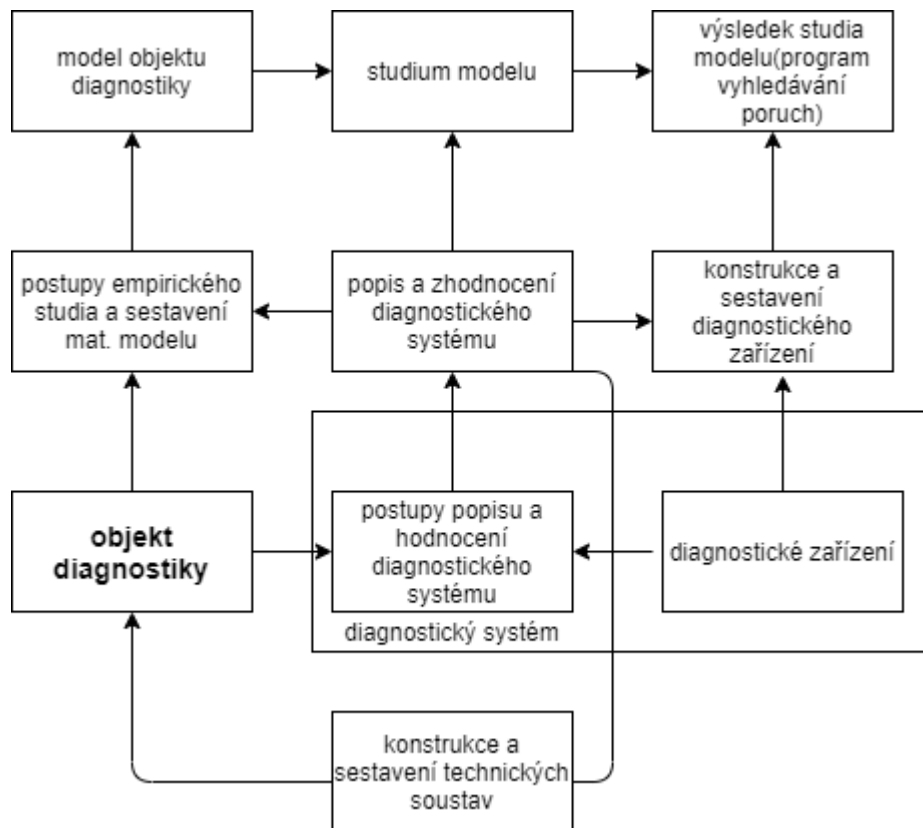 model objektu
diagnostiky
studium modelu
výsledek studia
modelu(program
vyhledávání
poruch)
postupy empirického
studia a sestavení
mat. modelu
popis a zhodnocení
diagnostického
systému
konstrukce a
sestavení
diagnostického
zařízení
objekt
diagnostiky
postupy popisu a
hodnocení
diagnostického
systému
diagnostické zařízení
diagnostický systém
konstrukce a
sestavení technických
soustav